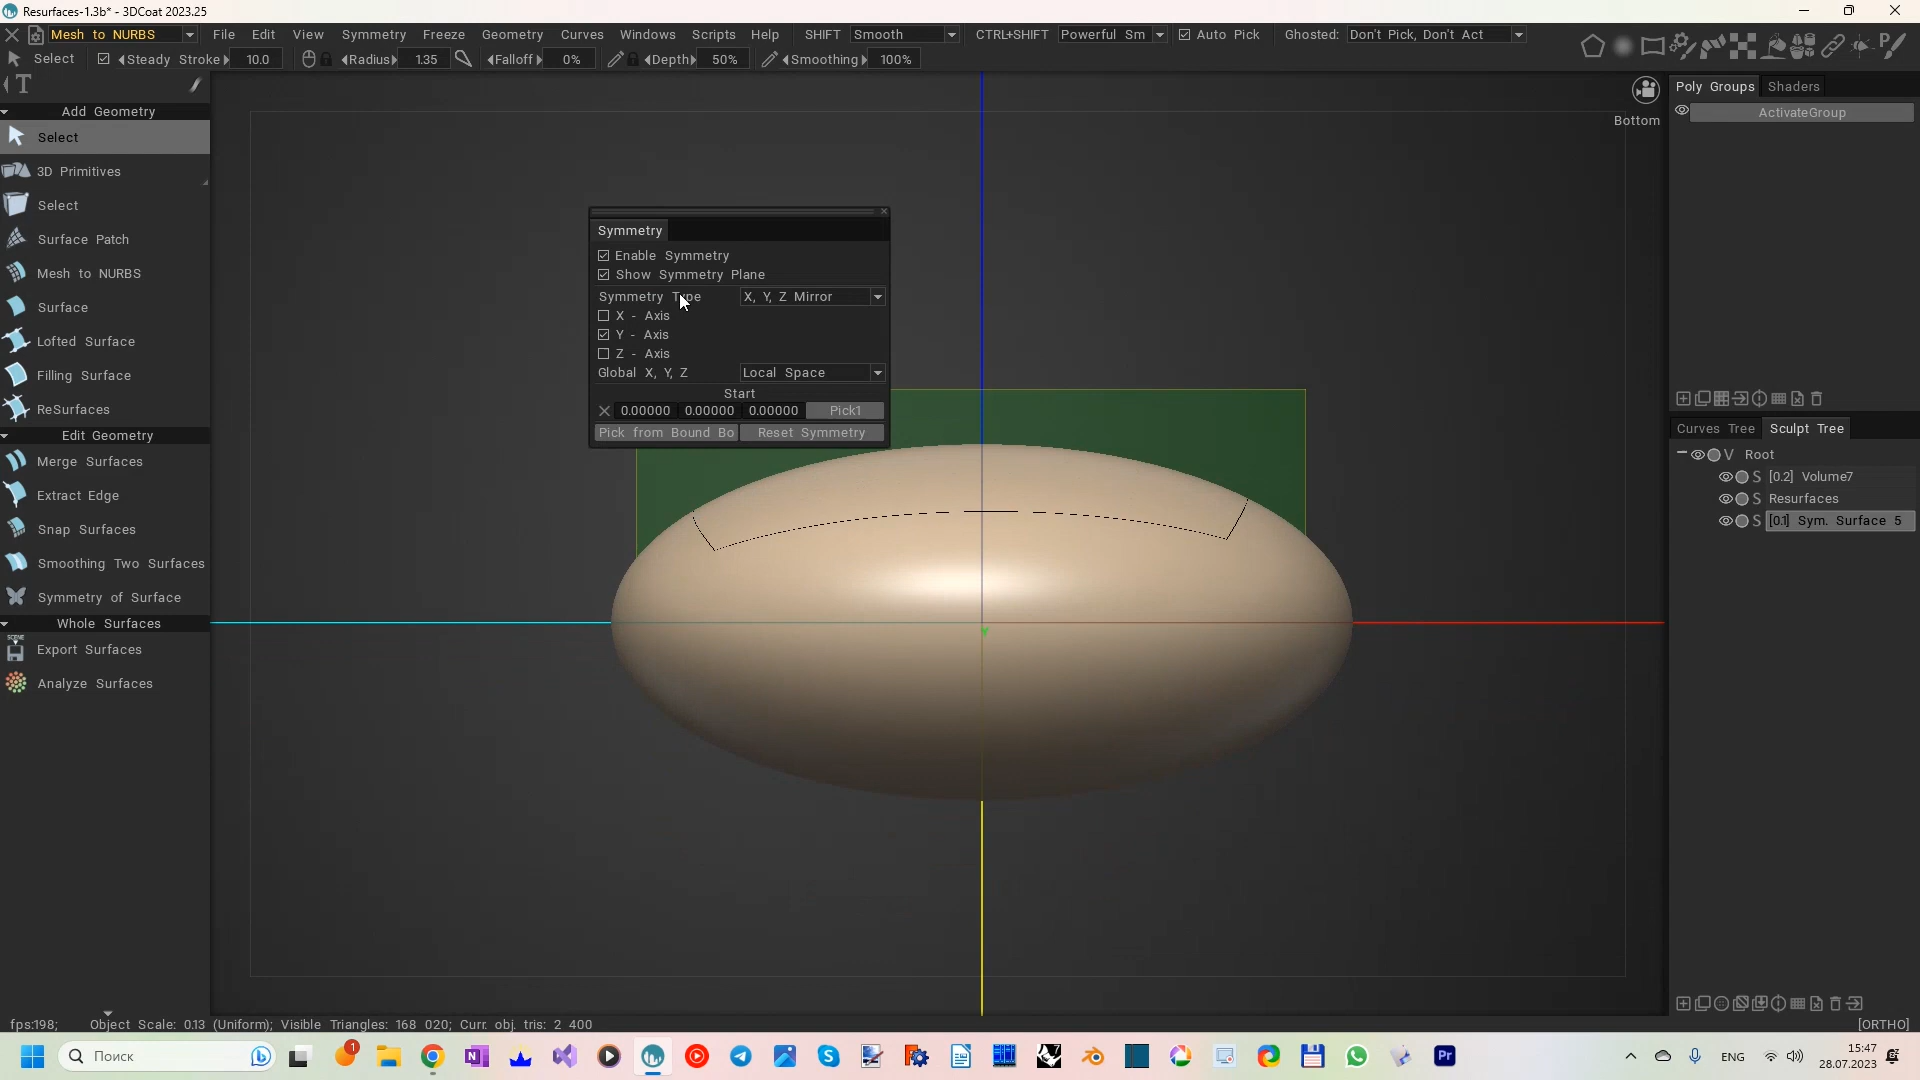 Resurfaces-1.3b* - 3DCoat 2023.25
Mesh to NURBS File Edit View Symmetry Freeze Geometry Curves Windows Scripts Help SHIFT Smooth CTRL+SHIFT Powerful Sm Auto Pick Ghosted: Don't Pick, Don't Act
Select Steady Stroke 10.0 Radius 1.35 Falloff 0% Depth 50% Smoothing 100%
T
Add Geometry
Select
3D Primitives
Select
Surface Patch
Mesh to NURBS
Surface
Lofted Surface
Filling Surface
ReSurfaces
Edit Geometry
Merge Surfaces
Extract Edge
Snap Surfaces
Smoothing Two Surfaces
Symmetry of Surface
Whole Surfaces
SCENE
Export Surfaces
Analyze Surfaces
Symmetry
Enable Symmetry
Show Symmetry Plane
Symmetry Type X, Y, Z Mirror
X - Axis
Y - Axis
Z - Axis
Global X, Y, Z Local Space
Start
0.00000 0.00000 0.00000 Pick1
Pick from Bound Bo Reset Symmetry
Y
Bottom
Poly Groups Shaders
ActivateGroup
Curves Tree Sculpt Tree
V Root
S [0.2] Volume7
S Resurfaces
S [0.1] Sym. Surface 5
fps:198; Object Scale: 0.13 (Uniform); Visible Triangles: 168 020; Curr. obj. tris: 2 400 [ORTHO]
Поиск
1
N
Pr
ENG
15:47
28.07.2023